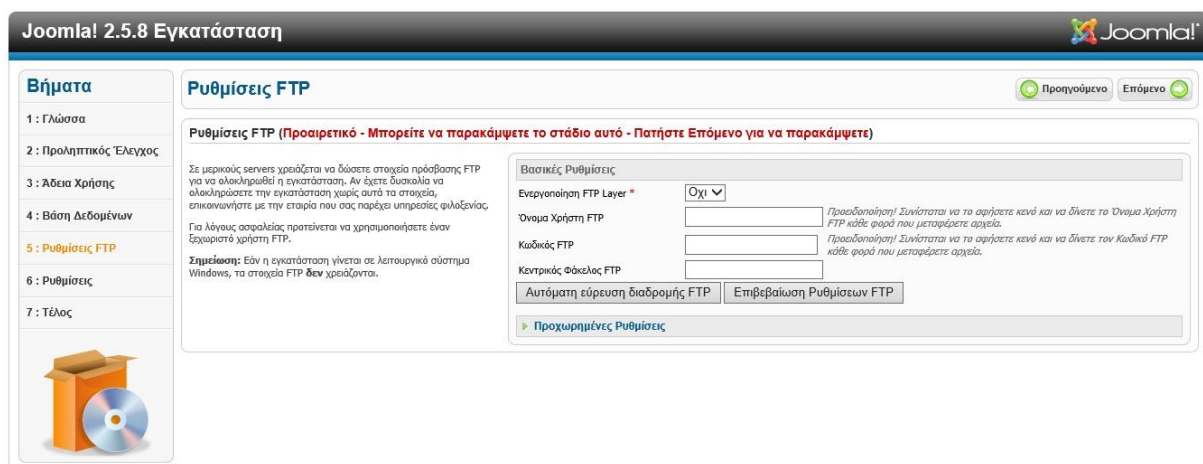 Joomla! 2.5.8 Εγκατάσταση
Joomla!
Βήματα
1 : Γλώσσα
2 : Προληπτικός Έλεγχος
3 : Άδεια Χρήσης
4 : Βάση Δεδομένων
5 : Ρυθμίσεις FTP
6 : Ρυθμίσεις
7 : Τέλος
Ρυθμίσεις FTP
Προηγούμενο
Επόμενο
Ρυθμίσεις FTP (Προαιρετικό - Μπορείτε να παρακάμψετε το στάδιο αυτό - Πατήστε Επόμενο για να παρακάμψετε)
Σε μερικούς servers χρειάζεται να δώσετε στοιχεία πρόσβασης FTP
για να ολοκληρωθεί η εγκατάσταση. Αν έχετε δυσκολία να
ολοκληρώσετε την εγκατάσταση χωρίς αυτά τα στοιχεία,
επικοινωνήστε με την εταιρία που σας παρέχει υπηρεσίες φιλοξενίας.
Για λόγους ασφαλείας προτείνεται να χρησιμοποιήσετε έναν
ξεχωριστό χρήστη FTP.
Σημείωση: Εάν η εγκατάσταση γίνεται σε λειτουργικό σύστημα
Windows, τα στοιχεία FTP δεν χρειάζονται.
Βασικές Ρυθμίσεις
Ενεργοποίηση FTP Layer *
Όχι
Όνομα Χρήστη FTP
Προειδοποίηση! Συνίσταται να το αφήσετε κενό και να δίνετε το Όνομα Χρήστη
FTP κάθε φορά που μεταφέρετε αρχεία.
Κωδικός FTP
Προειδοποίηση! Συνίσταται να το αφήσετε κενό και να δίνετε τον Κωδικό FTP
κάθε φορά που μεταφέρετε αρχεία.
Κεντρικός Φάκελος FTP
Αυτόματη εύρεση διαδρομής FTP
Επιβεβαίωση Ρυθμίσεων FTP
Προχωρημένες Ρυθμίσεις